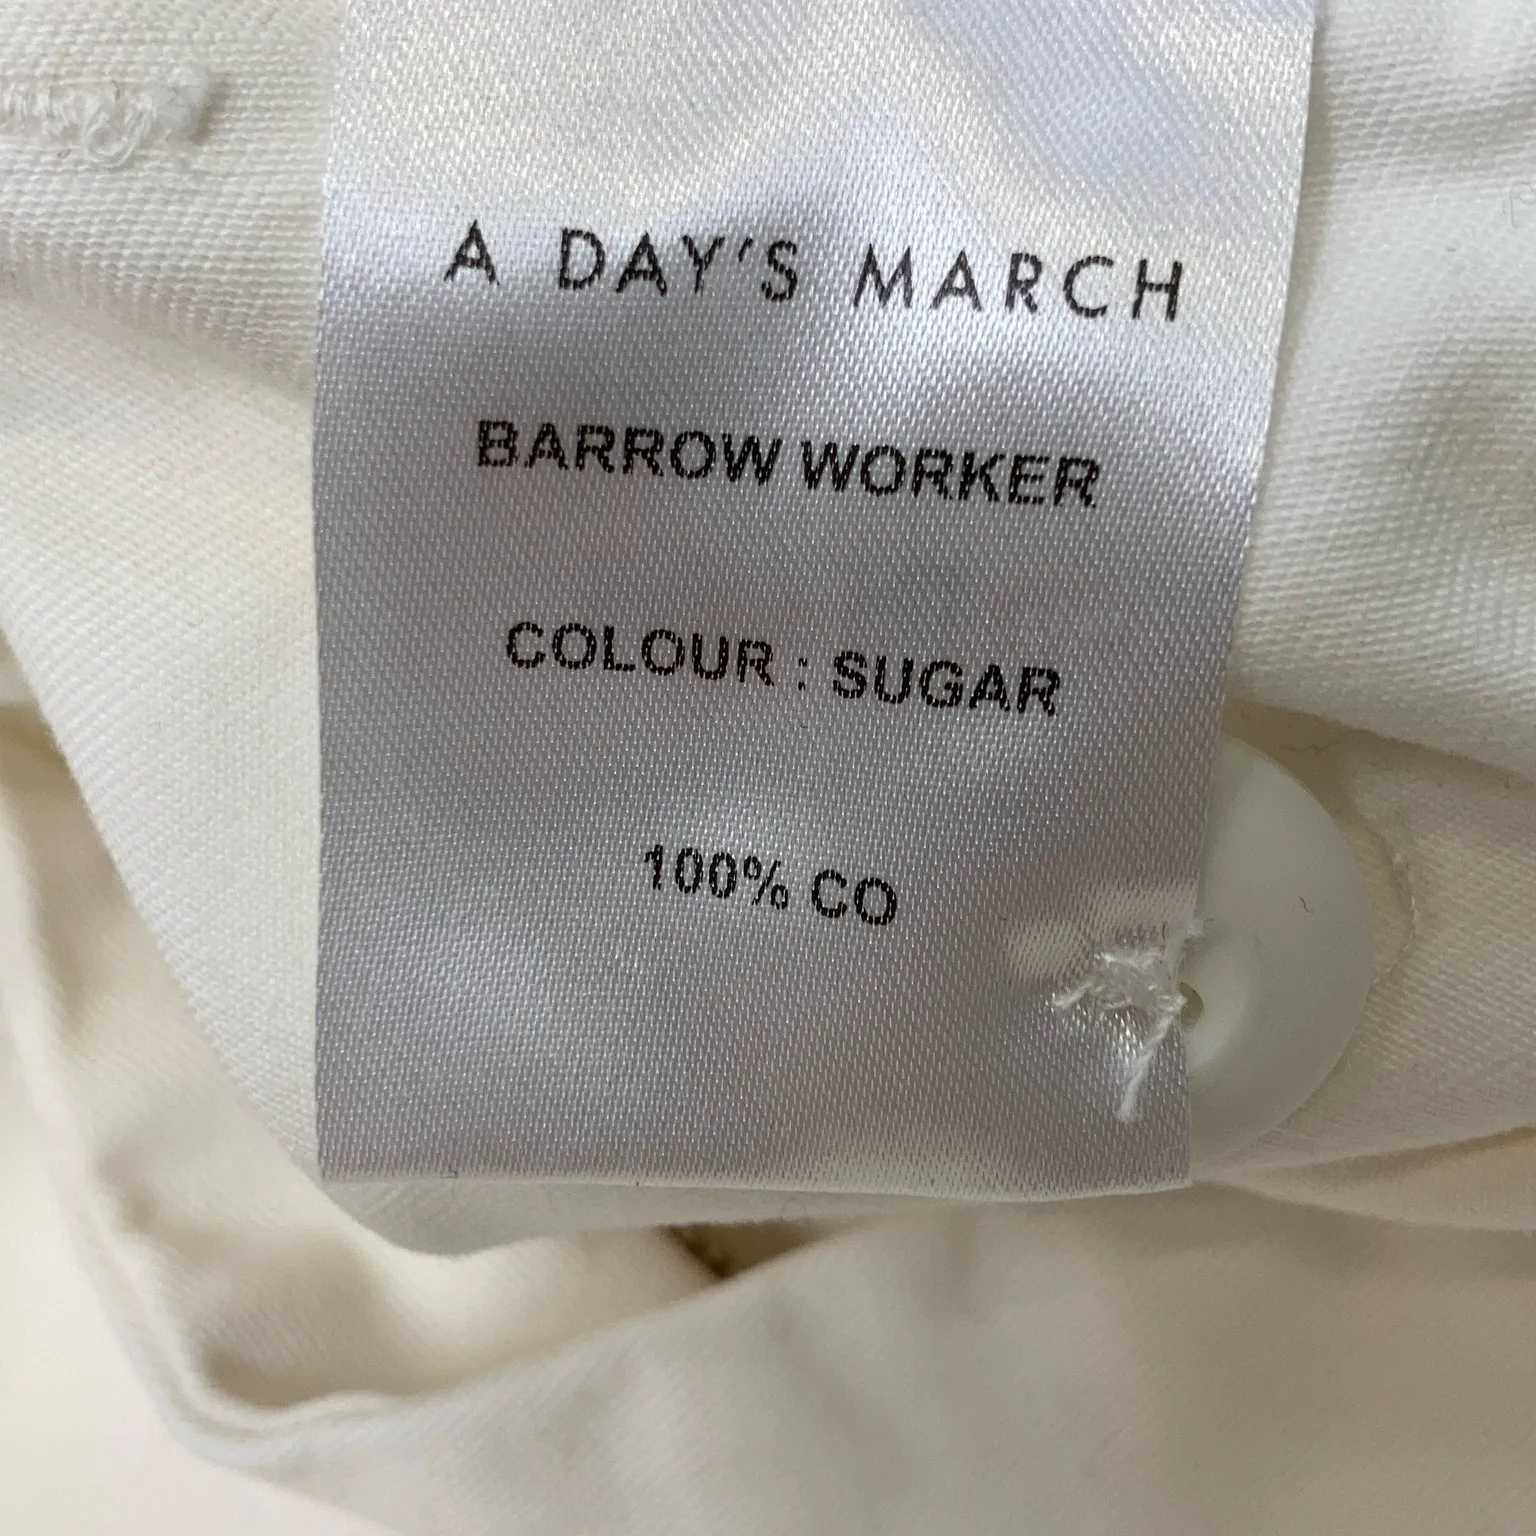 A DAY'S MARCH
BARROW WORKER
COLOUR : SUGAR
100% CO